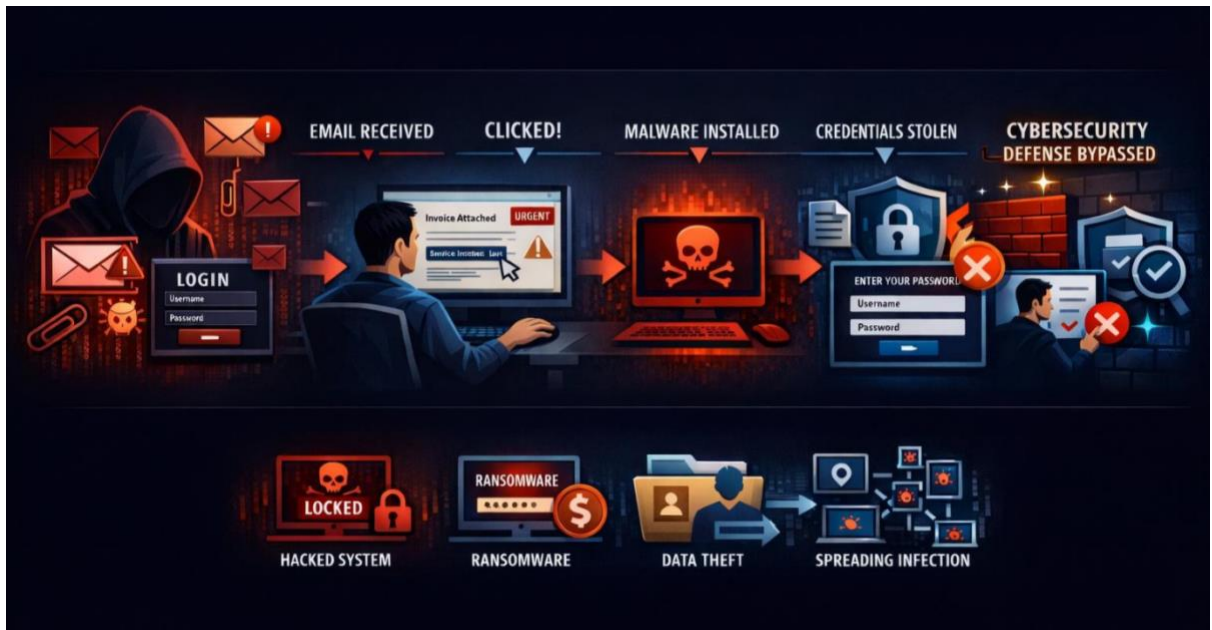 EMAIL RECEIVED
CLICKED!
MALWARE INSTALLED
CREDENTIALS STOLEN
CYBERSECURITY
DEFENSE BYPASSED
LOGIN
Username
Password
Invoice Attached
URGENT
ENTER YOUR PASSWORD
Username
Password
LOCKED
HACKED SYSTEM
RANSOMWARE
$
RANSOMWARE
DATA THEFT
SPREADING INFECTION